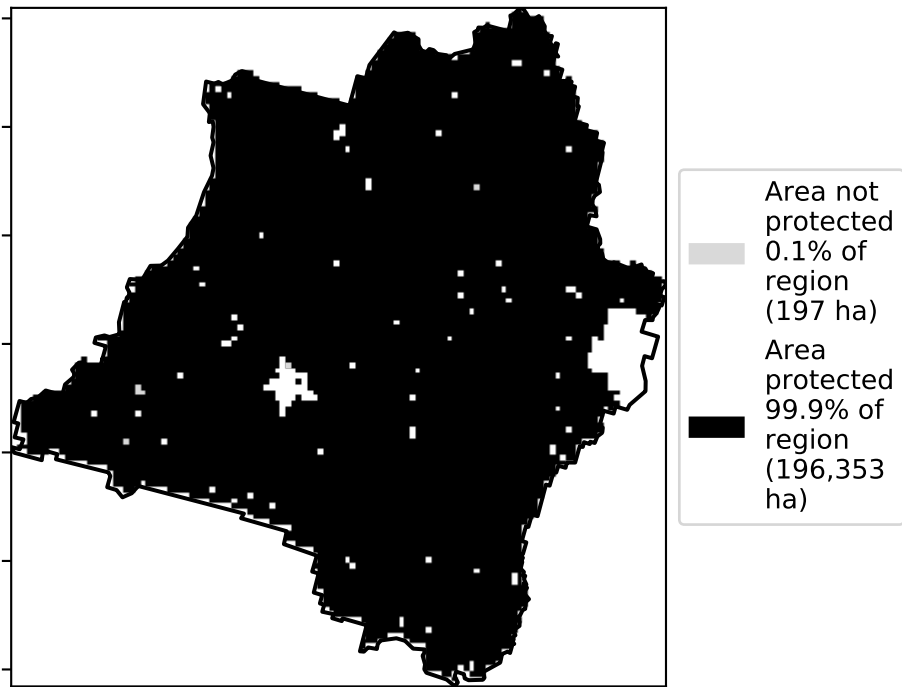 Area not
protected
0.1% of
region
(197 ha)
Area
protected
99.9% of
region
(196,353
ha)